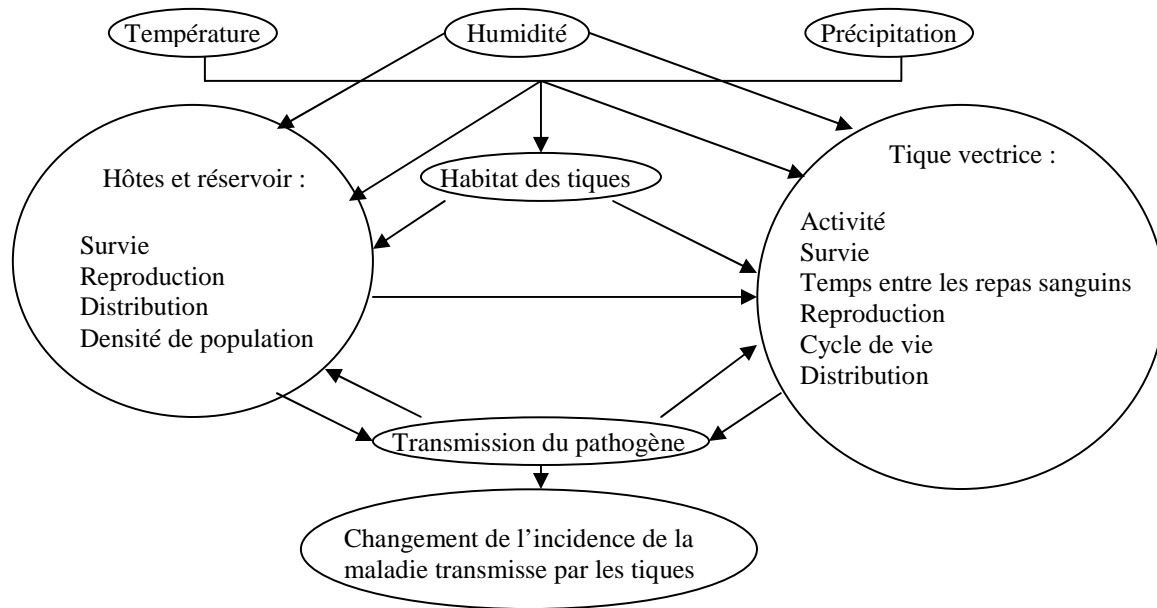 Température
Humidité
Précipitation
Hôtes et réservoir :
Survie
Reproduction
Distribution
Densité de population
Habitat des tiques
Tique vectrice :
Activité
Survie
Temps entre les repas sanguins
Reproduction
Cycle de vie
Distribution
Transmission du pathogène
Changement de l’incidence de la
maladie transmisse par les tiques